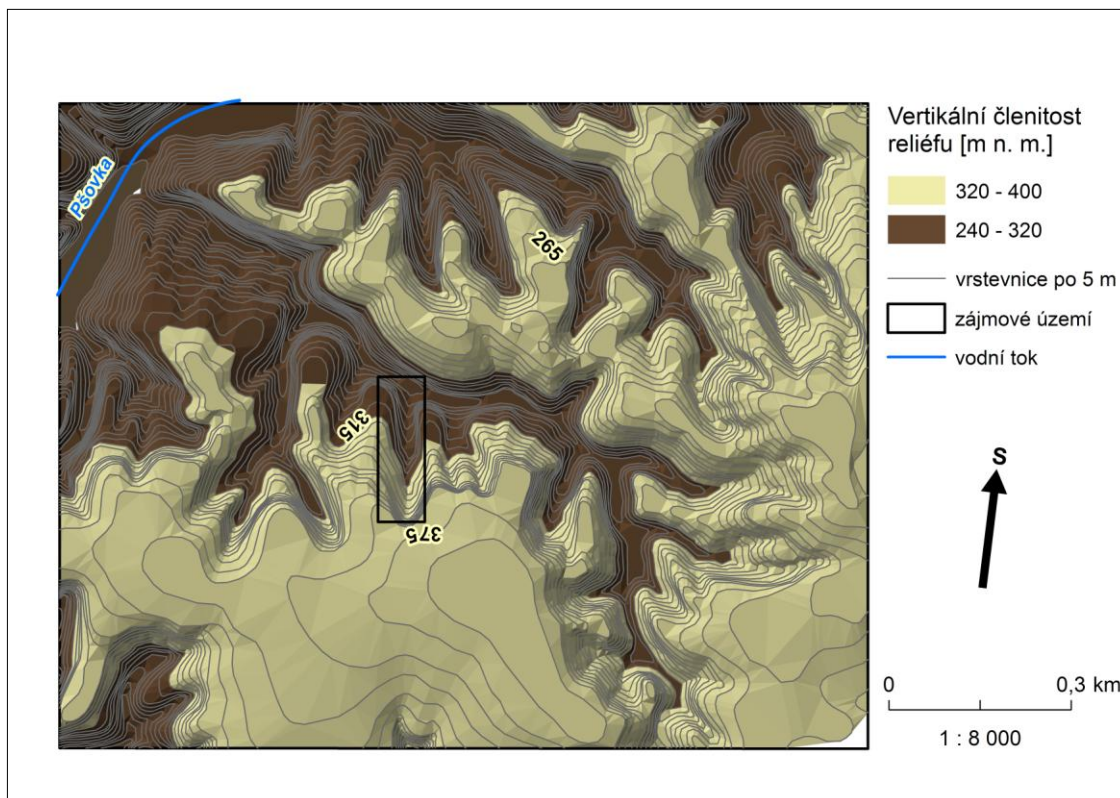 Pšovka
265
315
375
Vertikální členitost
reliéfu [m n. m.]
320 - 400
240 - 320
vrstevnice po 5 m
zájmové území
vodní tok
S
0 0,3 km
1 : 8 000